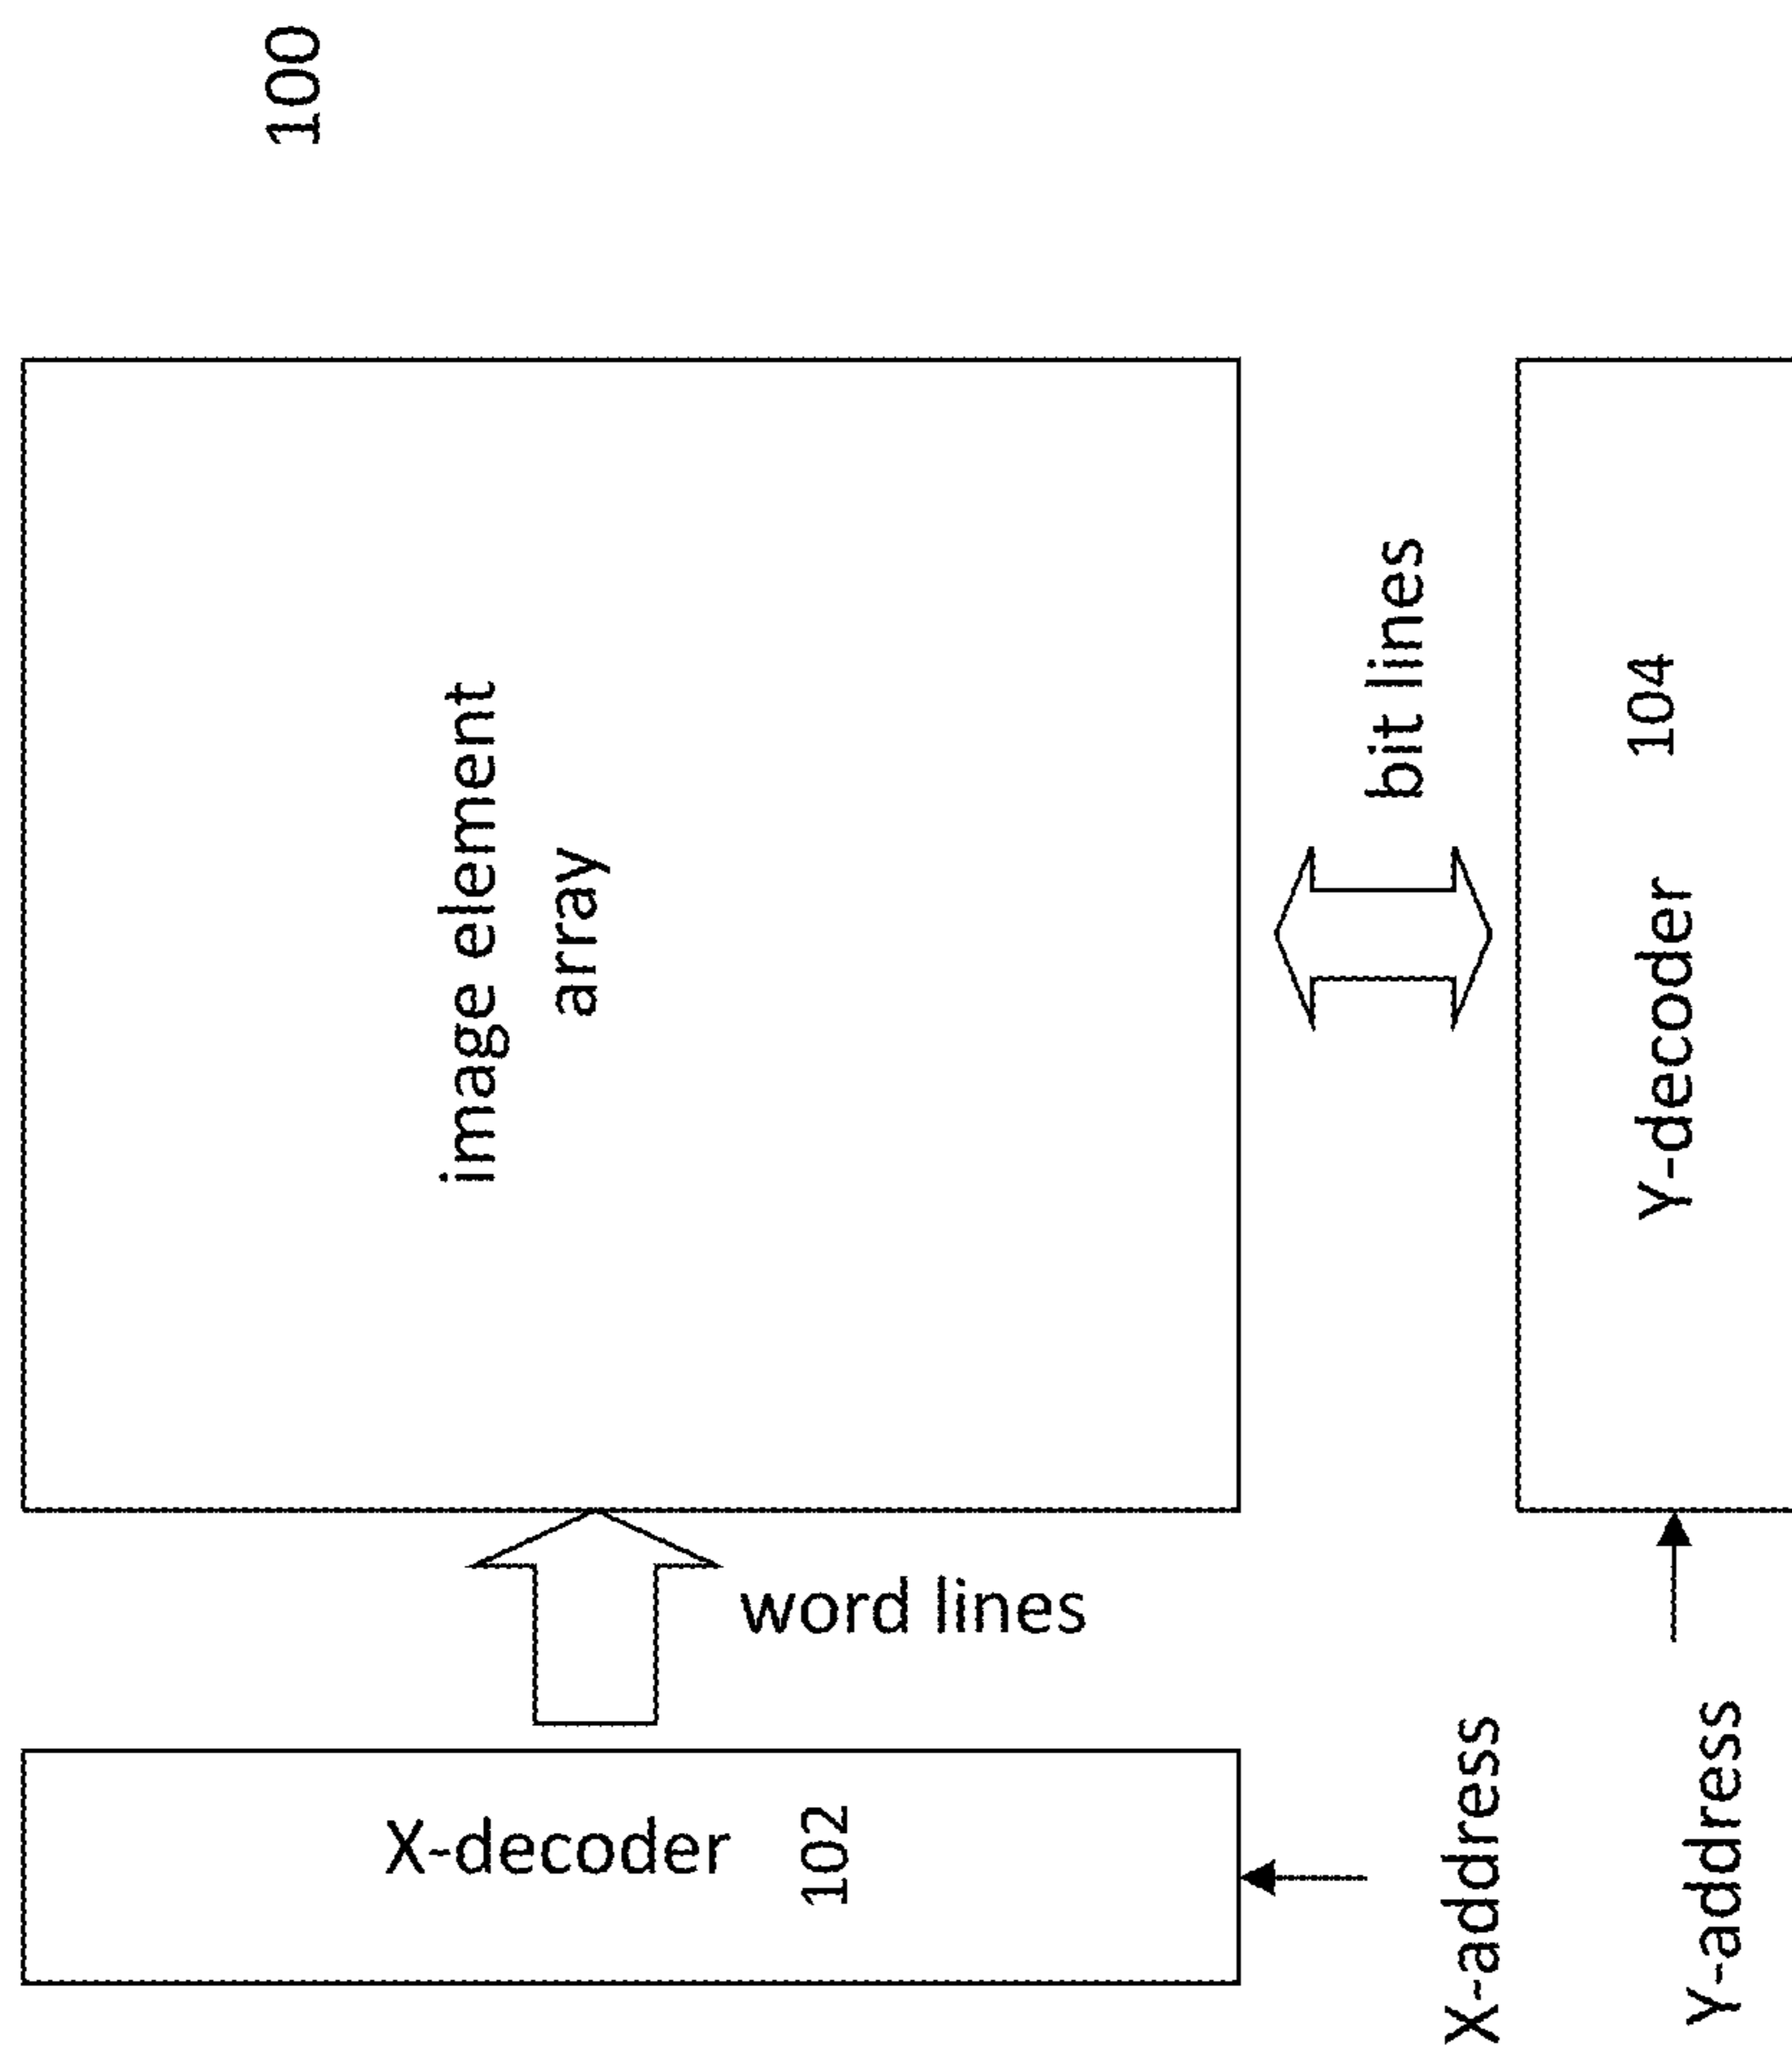 100
image element
array
X-decoder
102
word lines
bit lines
Y-decoder 104
X-address
Y-address